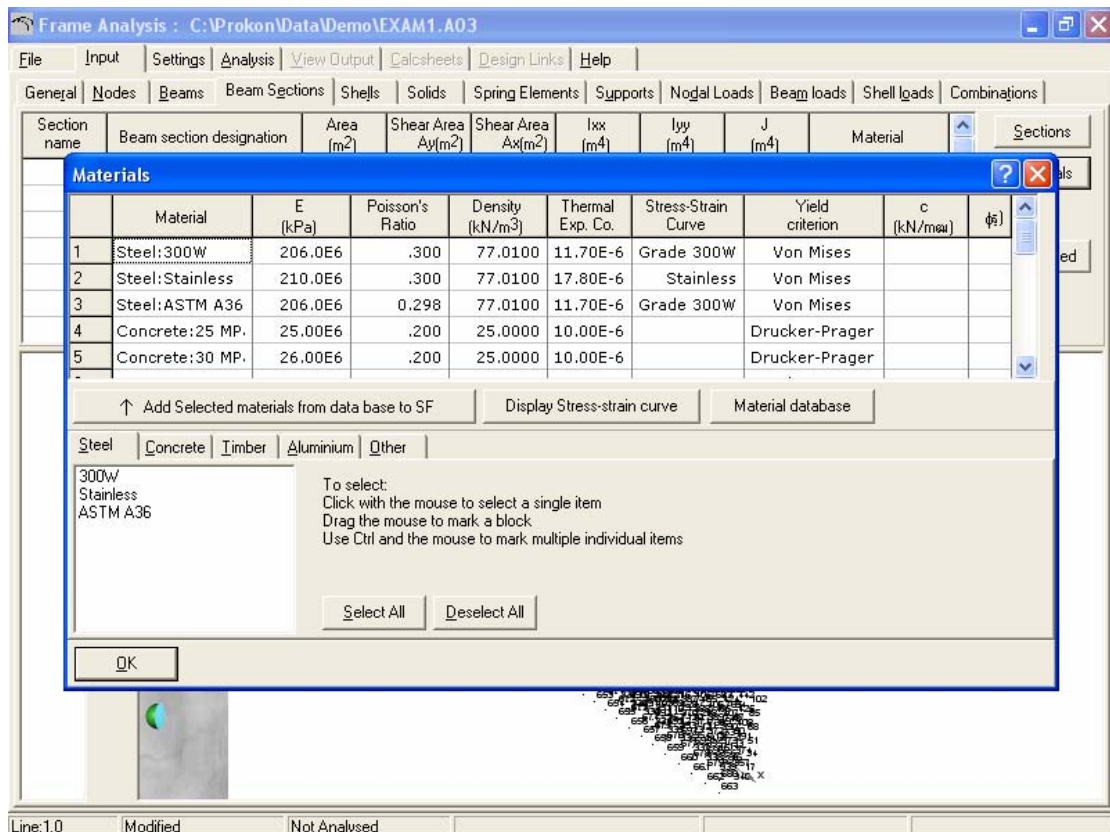 Frame Analysis : C:\Prokon\Data\Demo\EXAM1.A03
File Input Settings Analysis View Output Calcsheets Design Links Help
General Nodes Beams Beam Sections Shells Solids Spring Elements Supports Nodal Loads Beam loads Shell loads Combinations
Section name Beam section designation Area (m2) Shear Area Ay(m2) Shear Area Ax(m2) Ixx (m4) Iyy (m4) J (m4) Material Sections
Materials
Material E (kPa) Poisson's Ratio Density (kN/m3) Thermal Exp. Co. Stress-Strain Curve Yield criterion c
1 Steel:300W 206.0E6 .300 77.0100 11.70E-6 Grade 300W Von Mises
2 Steel:Stainless 210.0E6 .300 77.0100 17.80E-6 Stainless Von Mises
3 Steel:ASTM A36 206.0E6 0.298 77.0100 11.70E-6 Grade 300W Von Mises
4 Concrete:25 MP 25.00E6 .200 25.0000 10.00E-6 Drucker-Prager
5 Concrete:30 MP 26.00E6 .200 25.0000 10.00E-6 Drucker-Prager
↑ Add Selected materials from data base to SF Display Stress-strain curve Material database
Steel Concrete Timber Aluminium Other
300W
Stainless
ASTM A36
To select:
Click with the mouse to select a single item
Drag the mouse to mark a block
Use Ctrl and the mouse to mark multiple individual items
Select All Deselect All
OK
663
Line:1.0 Modified Not Analysed